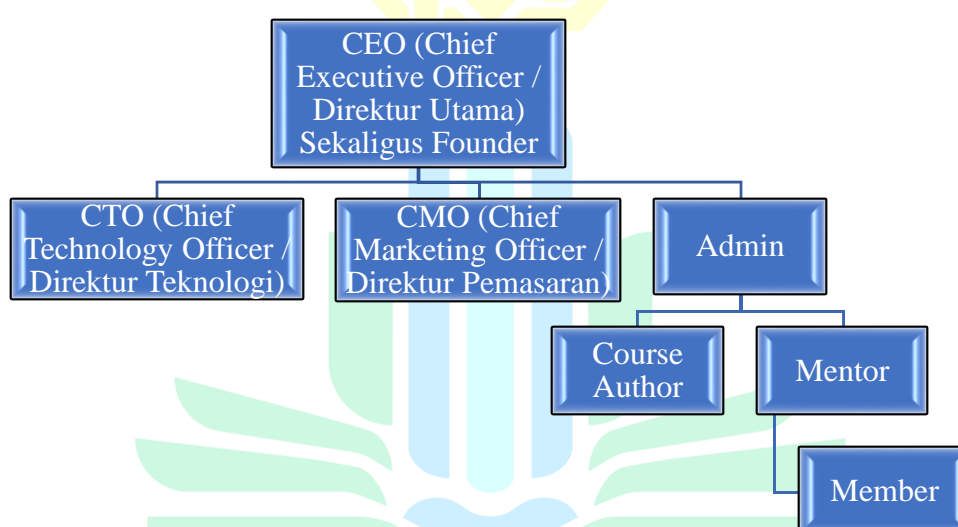 CEO (Chief
Executive Officer /
Direktur Utama)
Sekaligus Founder
CTO (Chief
Technology Officer /
Direktur Teknologi)
CMO (Chief
Marketing Officer /
Direktur Pemasaran)
Admin
Course
Author
Mentor
Member